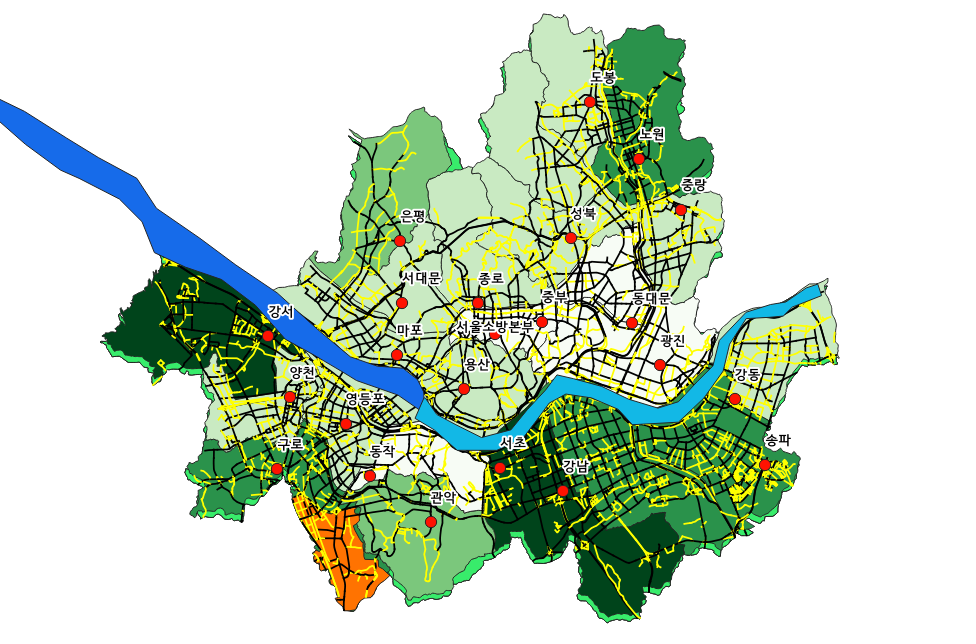 도봉
노원
중랑
성북
은평
서대문
종로
중부
동대문
강서
마포
서울소방본부
광진
용산
양천
강동
영등포
구로
동작
서초
송파
강남
관악